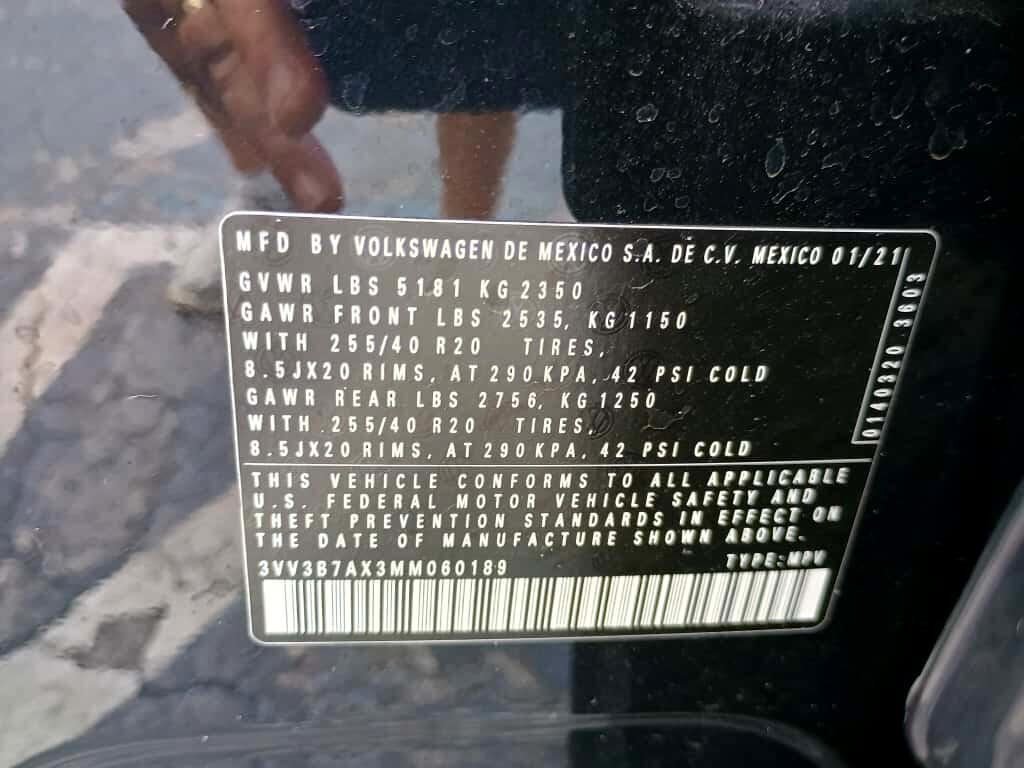 MFD BY VOLKSWAGEN DE MEXICO S.A. DE C.V. MEXICO 01/21
GVWR LBS 5181 KG 2350
GAWR FRONT LBS 2535, KG 1150
WITH 255/40 R20 TIRES,
8.5JX20 RIMS, AT 290 KPA, 42 PSI COLD
GAWR REAR LBS 2756, KG 1250
WITH 255/40 R20 TIRES,
8.5JX20 RIMS, AT 290 KPA, 42 PSI COLD
0140320 3603
THIS VEHICLE CONFORMS TO ALL APPLICABLE
U.S. FEDERAL MOTOR VEHICLE SAFETY AND
THEFT PREVENTION STANDARDS IN EFFECT ON
THE DATE OF MANUFACTURE SHOWN ABOVE.
3VV3B7AX3MM060189 TYPE:MPV